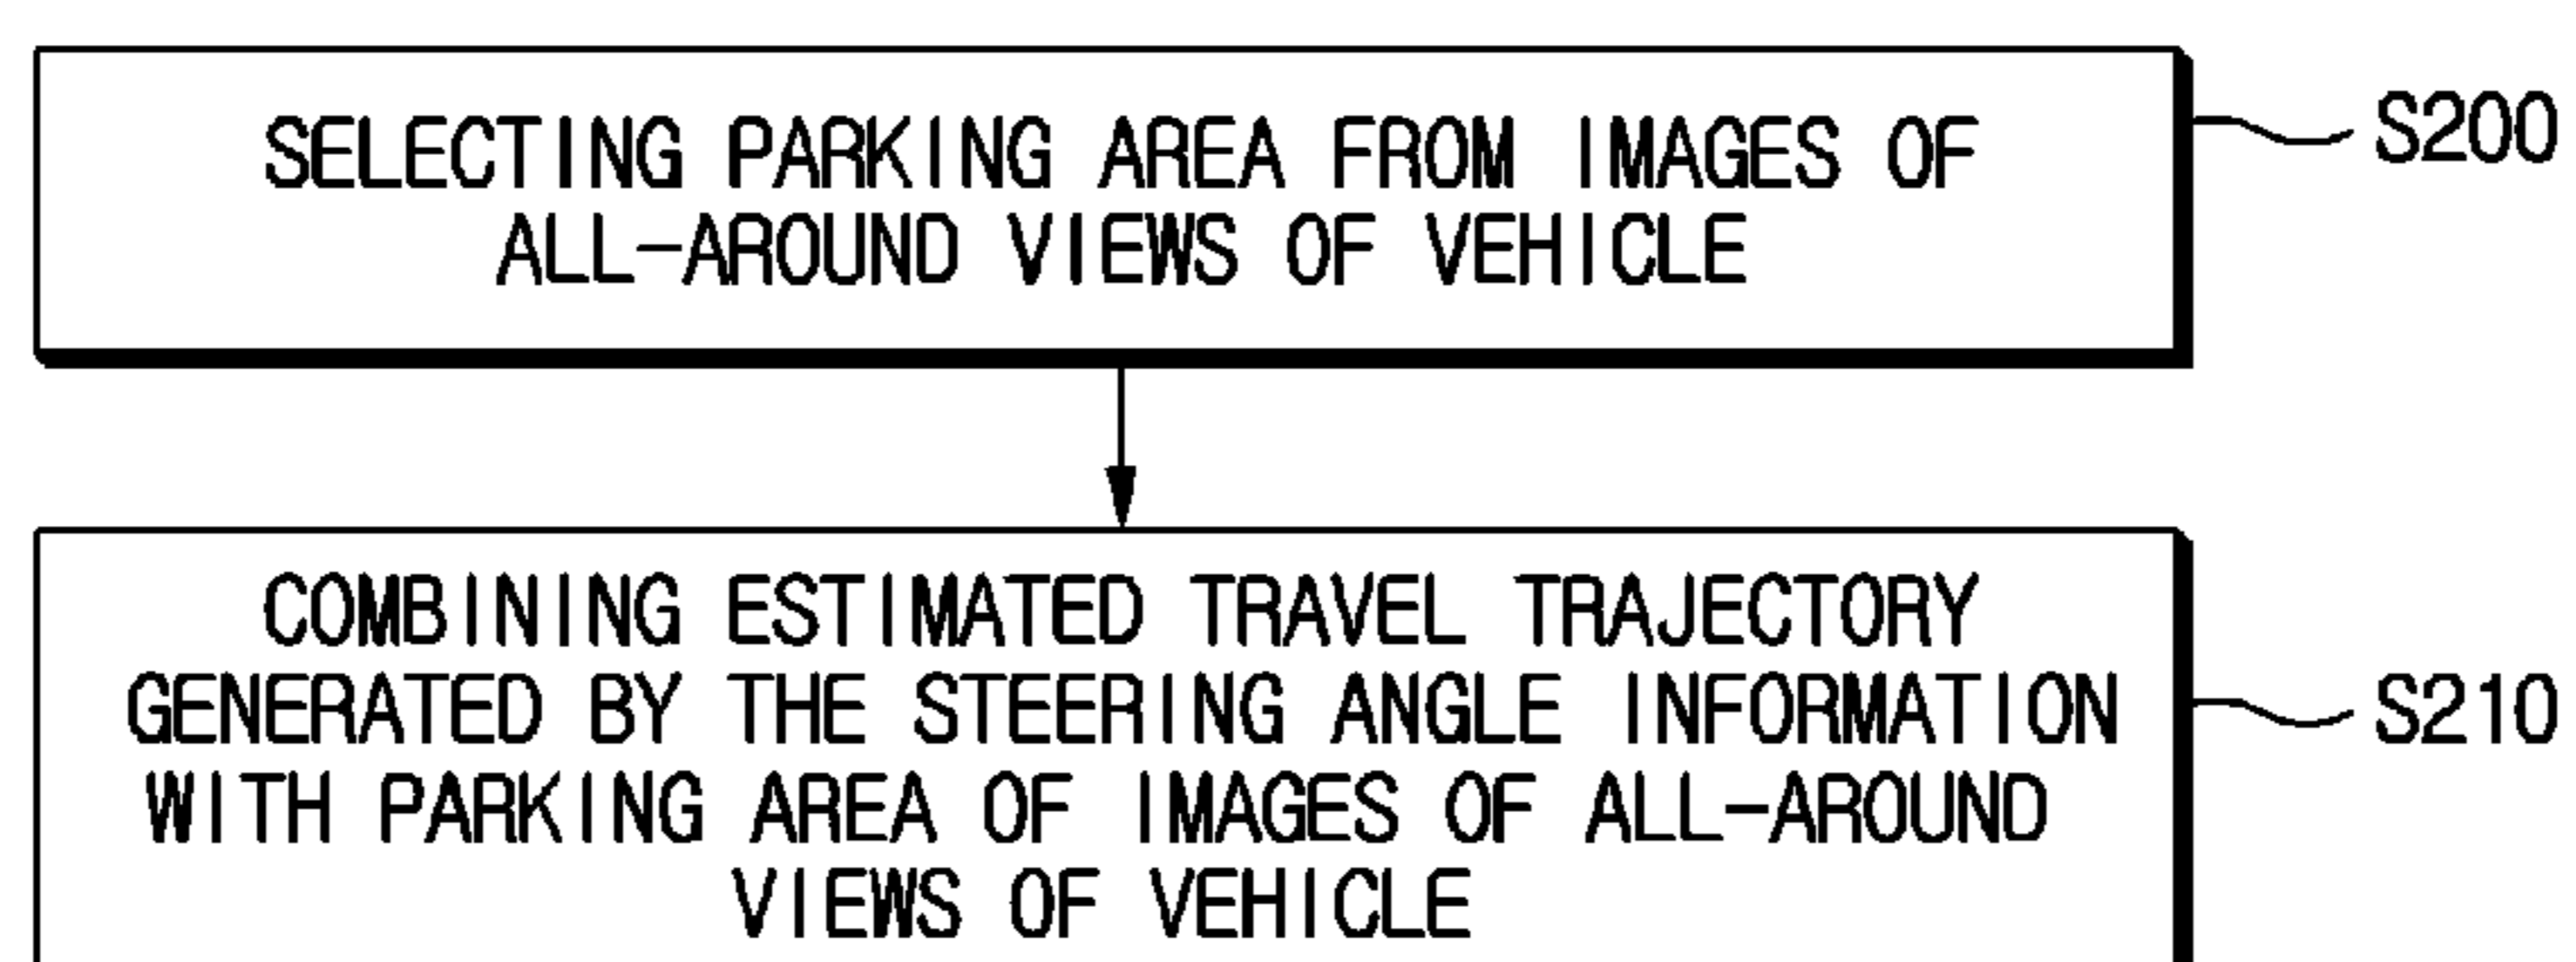 SELECTING PARKING AREA FROM IMAGES OF
ALL-AROUND VIEWS OF VEHICLE
S200
COMBINING ESTIMATED TRAVEL TRAJECTORY
GENERATED BY THE STEERING ANGLE INFORMATION
WITH PARKING AREA OF IMAGES OF ALL-AROUND
VIEWS OF VEHICLE
S210